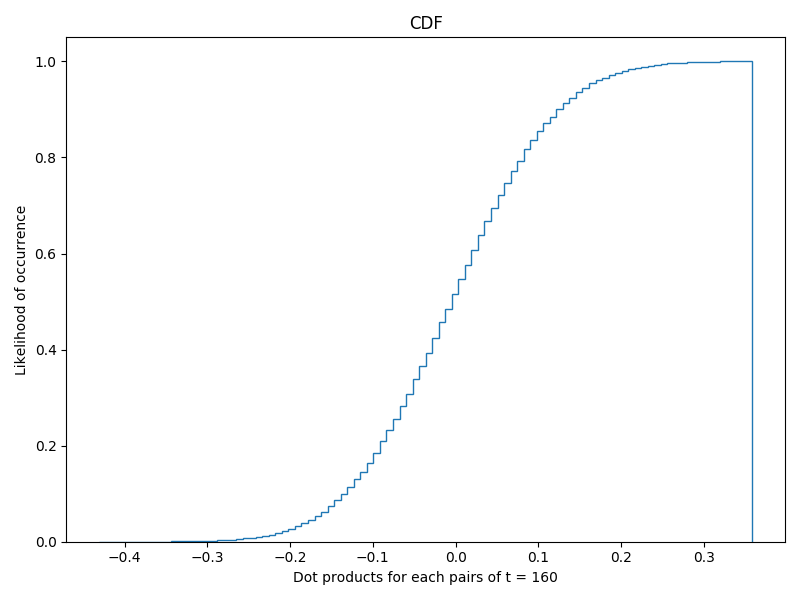 CDF
Likelihood of occurrence
1.0
0.8
0.6
0.4
0.2
0.0
−0.4 −0.3 −0.2 −0.1 0.0 0.1 0.2 0.3
Dot products for each pairs of t = 160